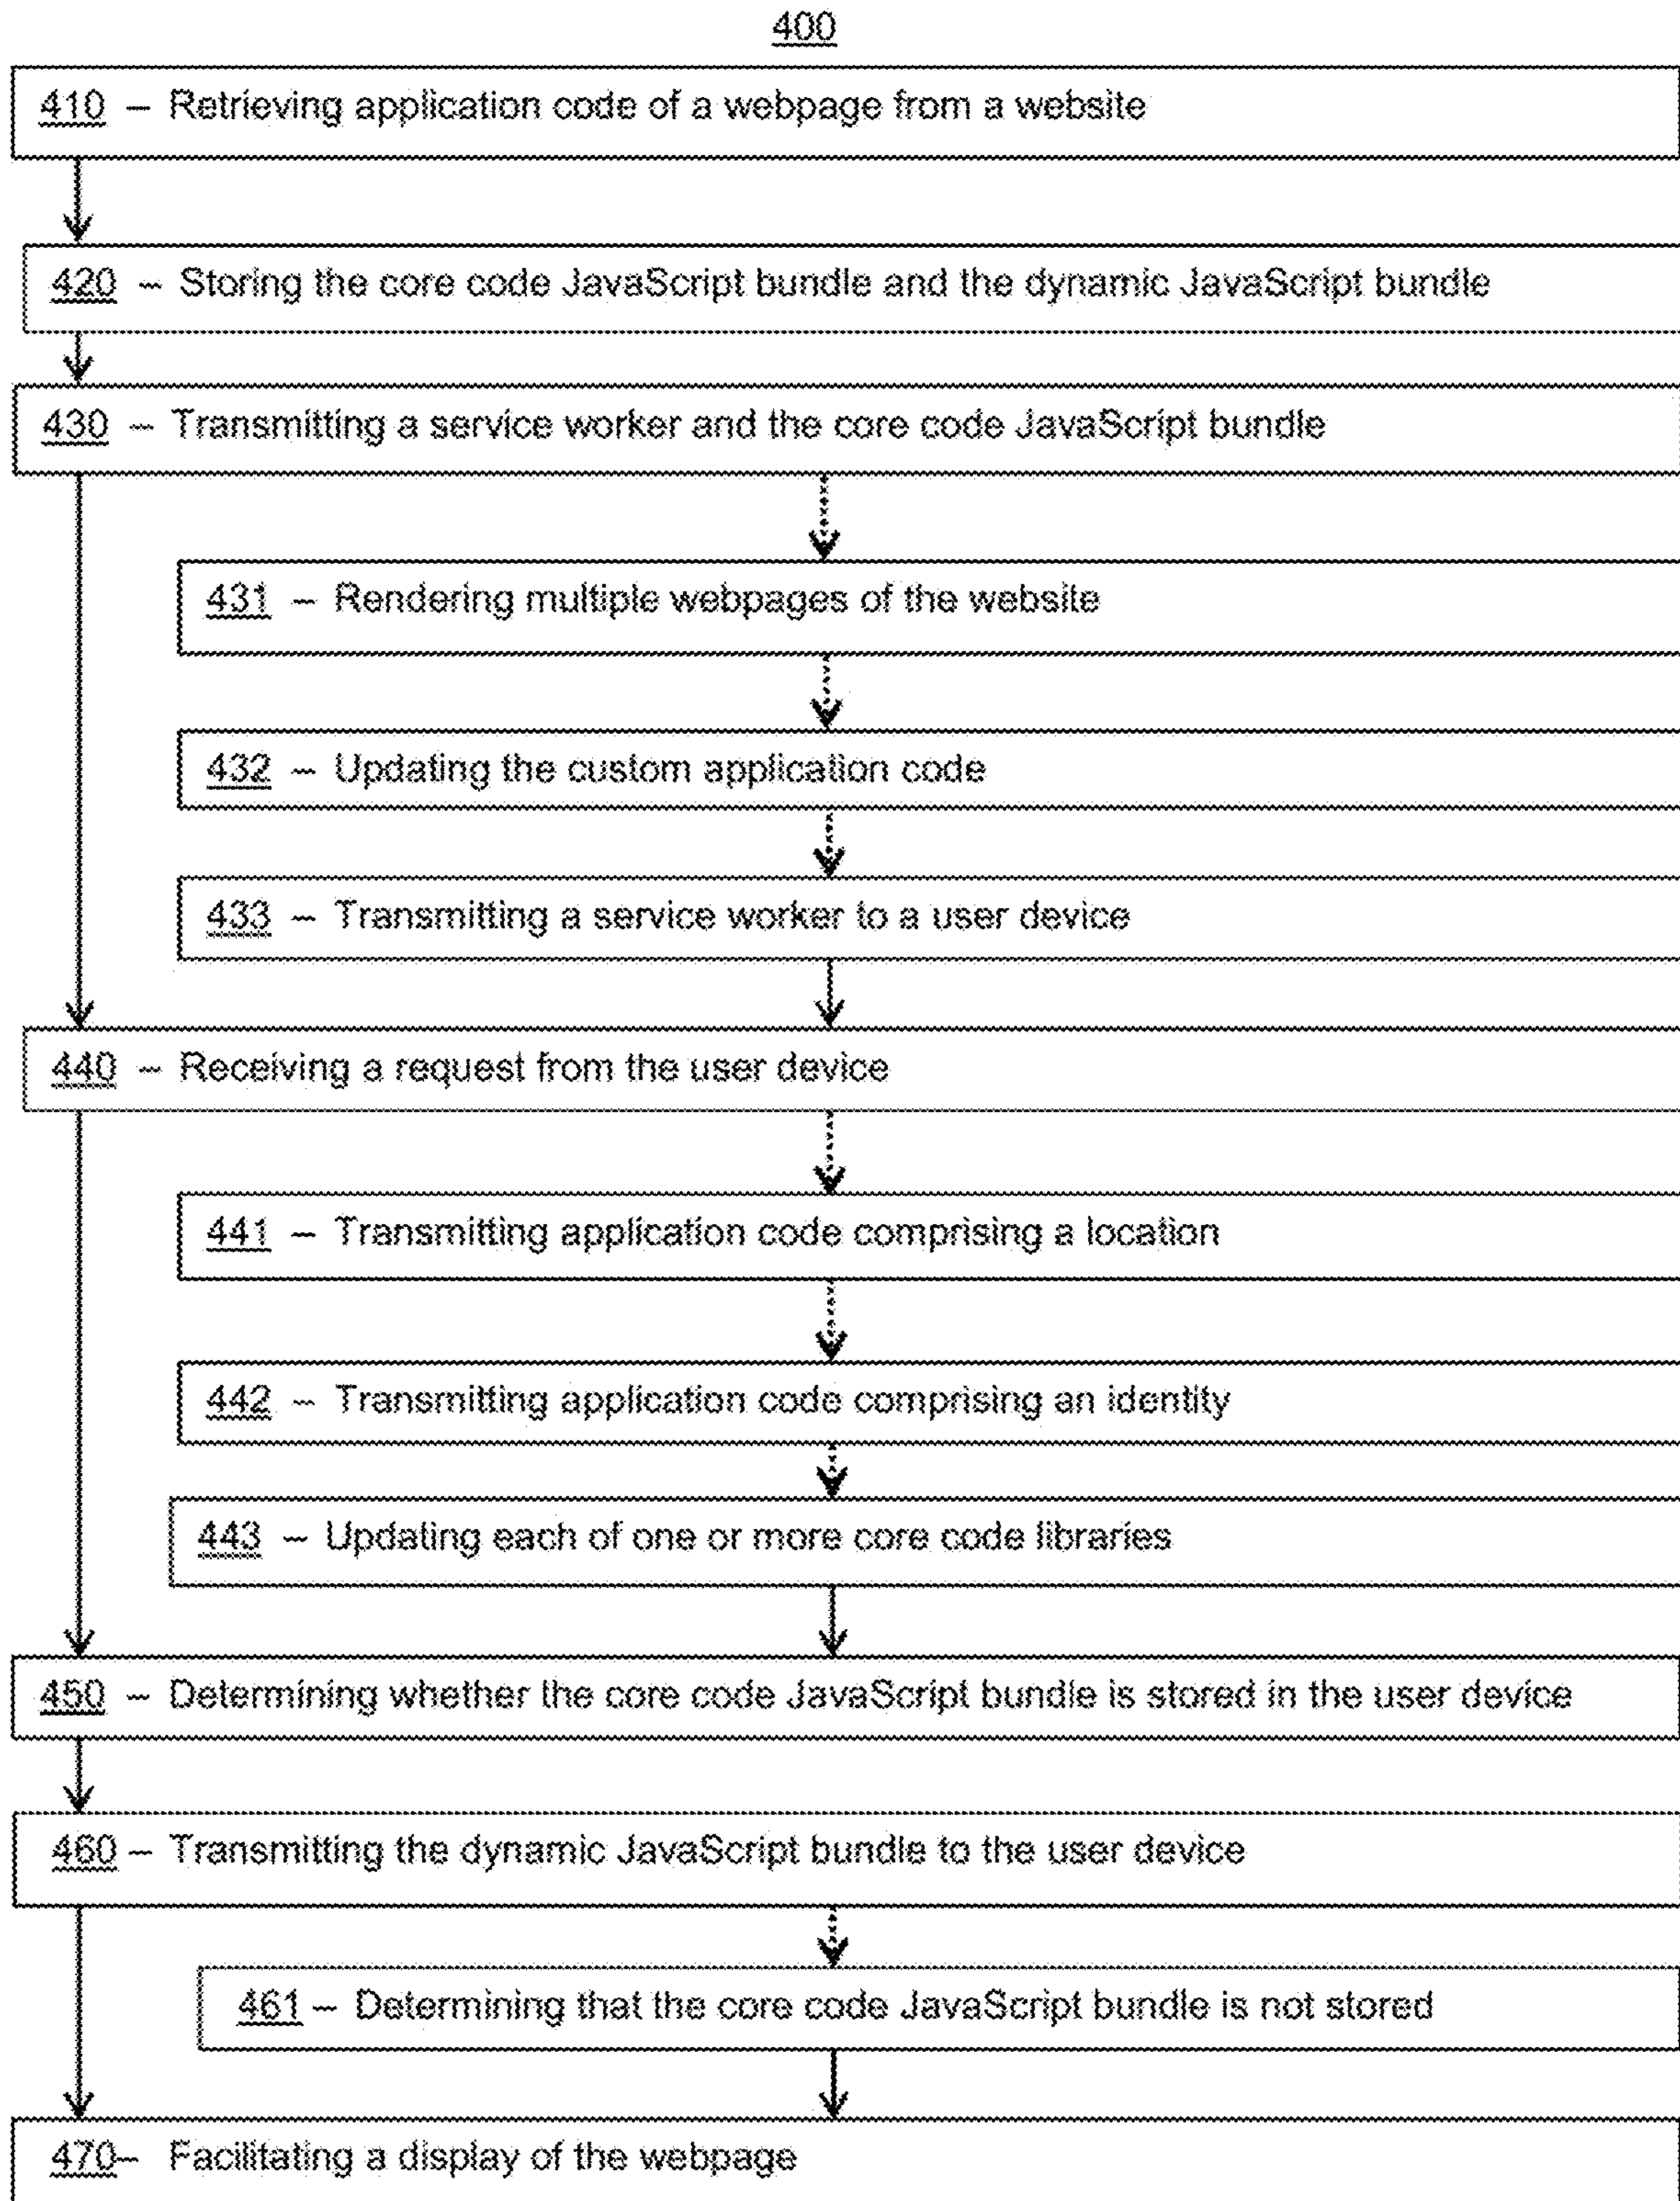 400
410 – Retrieving application code of a webpage from a website
420 – Storing the core code JavaScript bundle and the dynamic JavaScript bundle
430 – Transmitting a service worker and the core code JavaScript bundle
431 – Rendering multiple webpages of the website
432 – Updating the custom application code
433 – Transmitting a service worker to a user device
440 – Receiving a request from the user device
441 – Transmitting application code comprising a location
442 – Transmitting application code comprising an identity
443 – Updating each of one or more core code libraries
450 – Determining whether the core code JavaScript bundle is stored in the user device
460 – Transmitting the dynamic JavaScript bundle to the user device
461 – Determining that the core code JavaScript bundle is not stored
470– Facilitating a display of the webpage